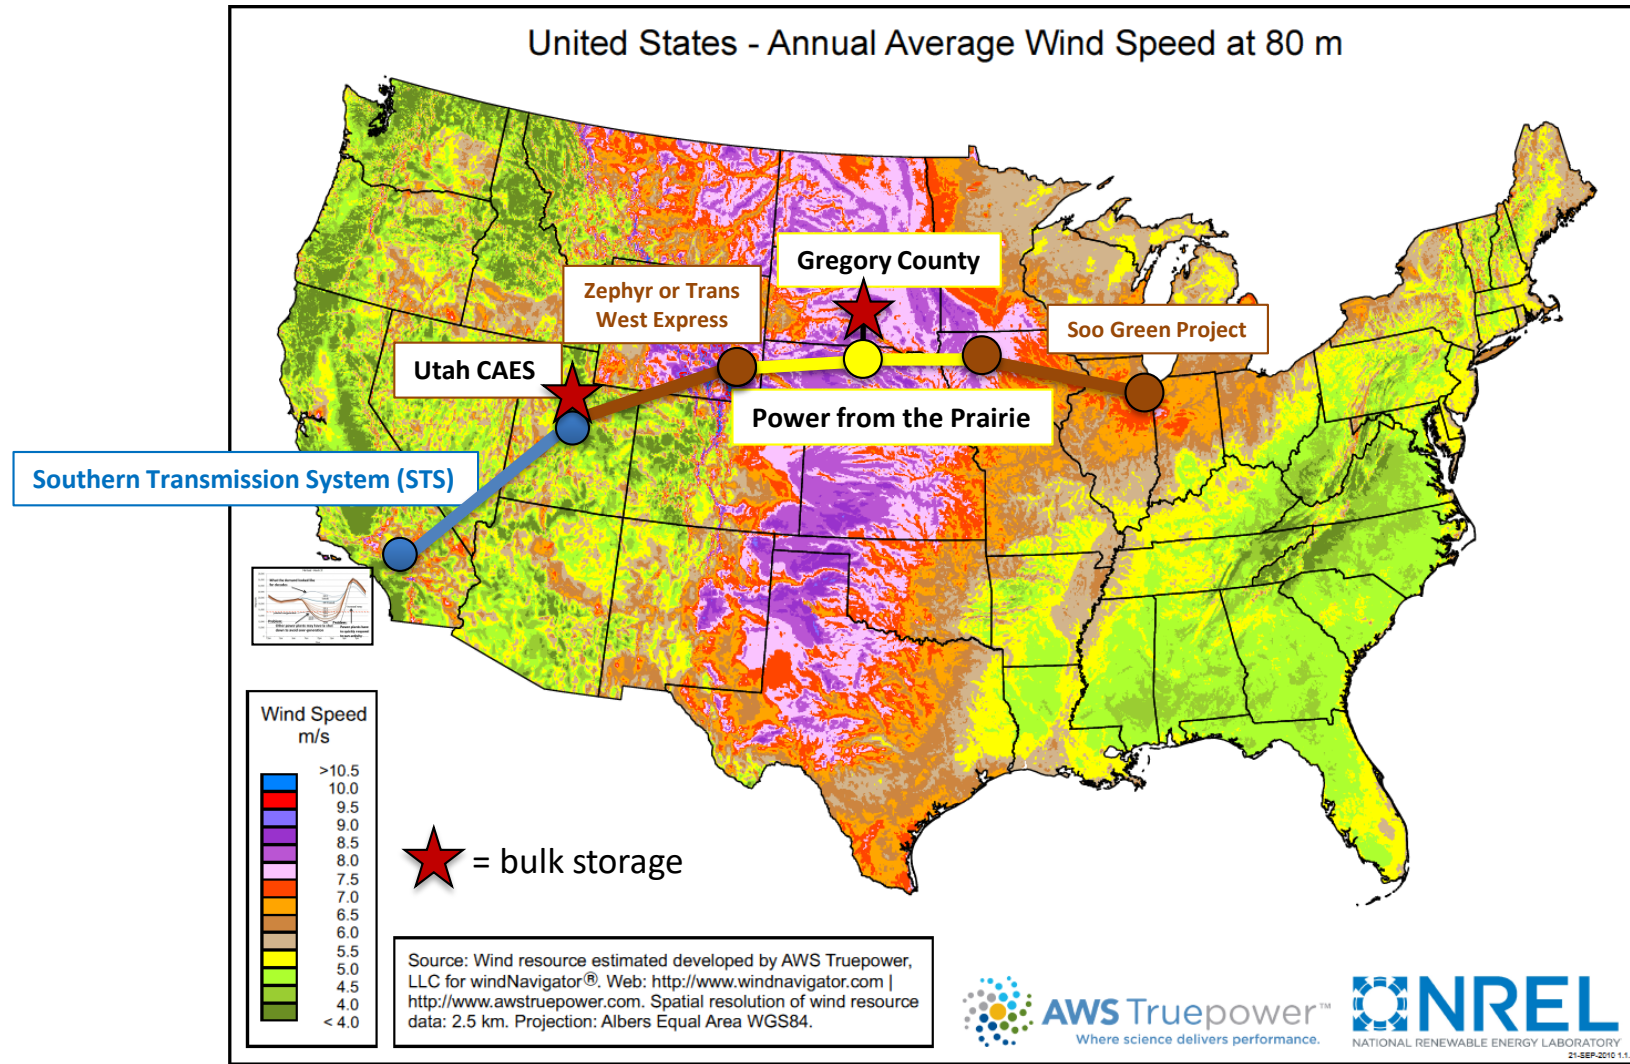 United States - Annual Average Wind Speed at 80 m
Gregory County
Zephyr or Trans
West Express
Soo Green Project
Utah CAES
Power from the Prairie
Southern Transmission System (STS)
Wind Speed
m/s
>10.5
10.0
9.5
9.0
8.5
8.0
7.5
7.0
6.5
6.0
5.5
5.0
4.5
4.0
< 4.0
= bulk storage
Source: Wind resource estimated developed by AWS Truepower,
LLC for windNavigator®. Web: http://www.windnavigator.com |
http://www.awstruepower.com. Spatial resolution of wind resource
data: 2.5 km. Projection: Albers Equal Area WGS84.
AWS Truepower™
Where science delivers performance.
NREL
NATIONAL RENEWABLE ENERGY LABORATORY
21-SEP-2010 1.1.